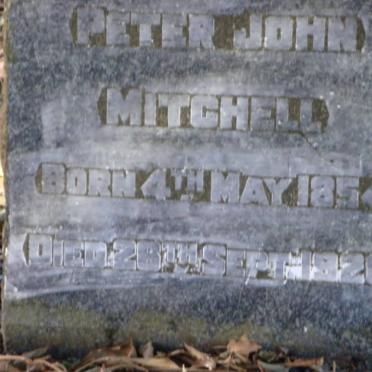 PETER JOHN
MITCHELL
BORN 4TH MAY 185
DIED 28TH SEPT. 192